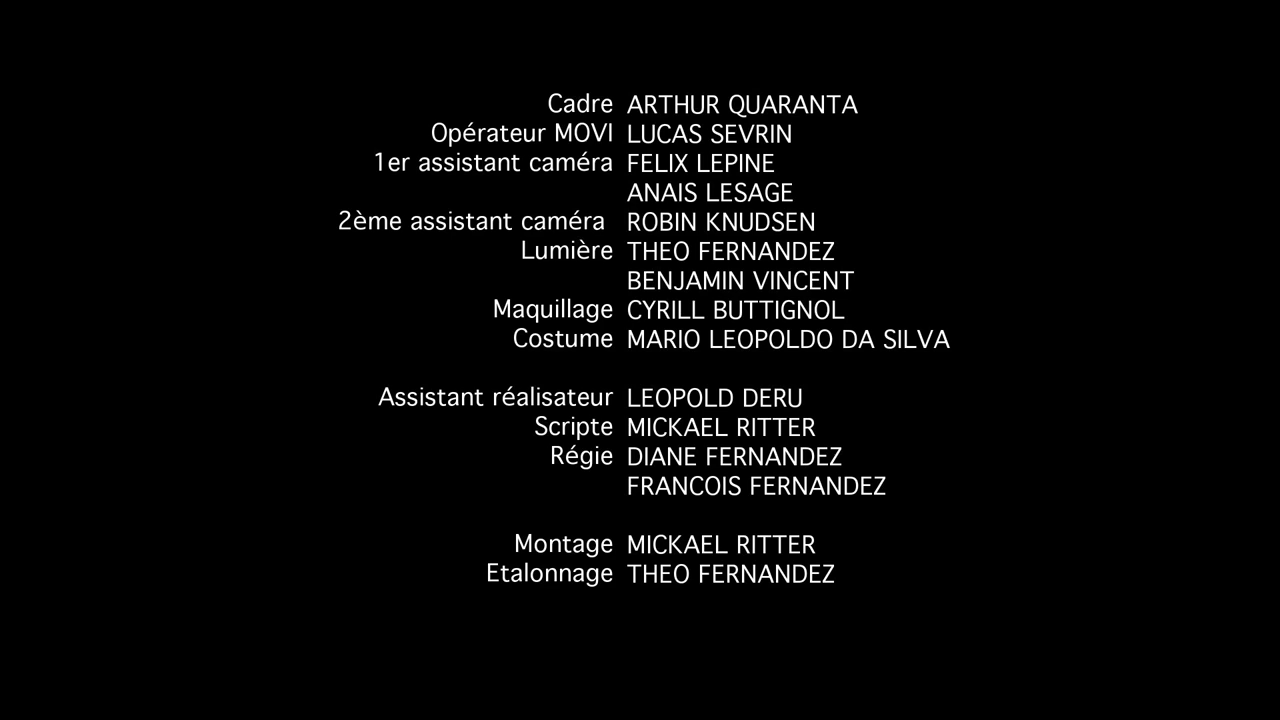 Cadre ARTHUR QUARANTA
Opérateur MOVI LUCAS SEVRIN
1er assistant caméra FELIX LEPINE
ANAIS LESAGE
2ème assistant caméra ROBIN KNUDSEN
Lumière THEO FERNANDEZ
BENJAMIN VINCENT
Maquillage CYRILL BUTTIGNOL
Costume MARIO LEOPOLDO DA SILVA
Assistant réalisateur LEOPOLD DERU
Scripte MICKAEL RITTER
Régie DIANE FERNANDEZ
FRANCOIS FERNANDEZ
Montage MICKAEL RITTER
Etalonnage THEO FERNANDEZ